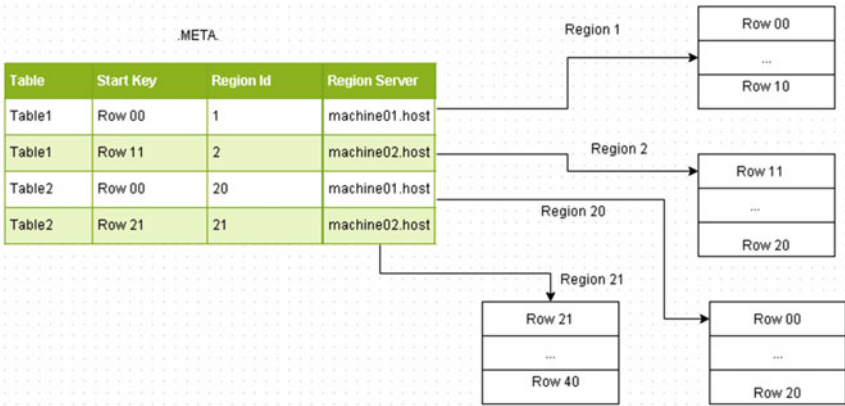 .META.
Table Start Key Region Id Region Server
Table1 Row 00 1 machine01.host
Table1 Row 11 2 machine02.host
Table2 Row 00 20 machine01.host
Table2 Row 21 21 machine02.host
Region 1
Row 00
...
Row 10
Region 2
Row 11
...
Row 20
Region 20
Row 00
...
Row 20
Region 21
Row 21
...
Row 40